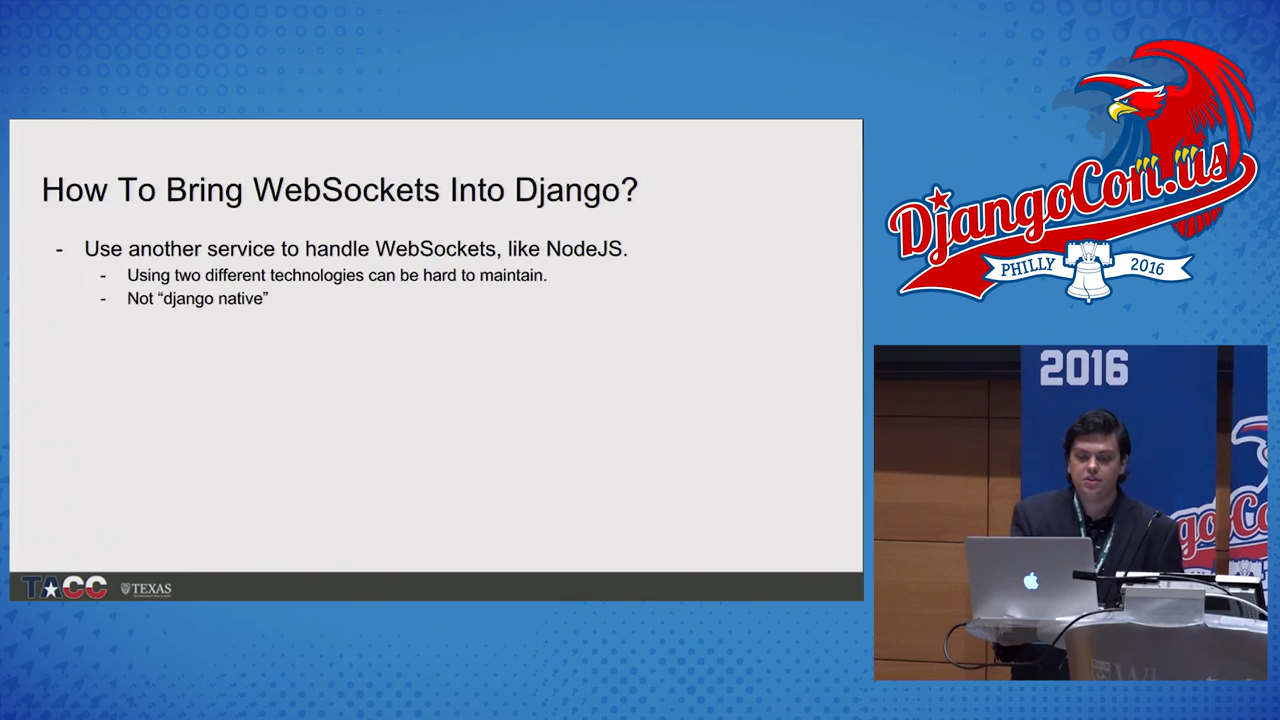 How To Bring WebSockets Into Django?
- Use another service to handle WebSockets, like NodeJS.
- Using two different technologies can be hard to maintain.
- Not “django native”
TACC
TEXAS
DjangoCon.us
PHILLY 2016
2016